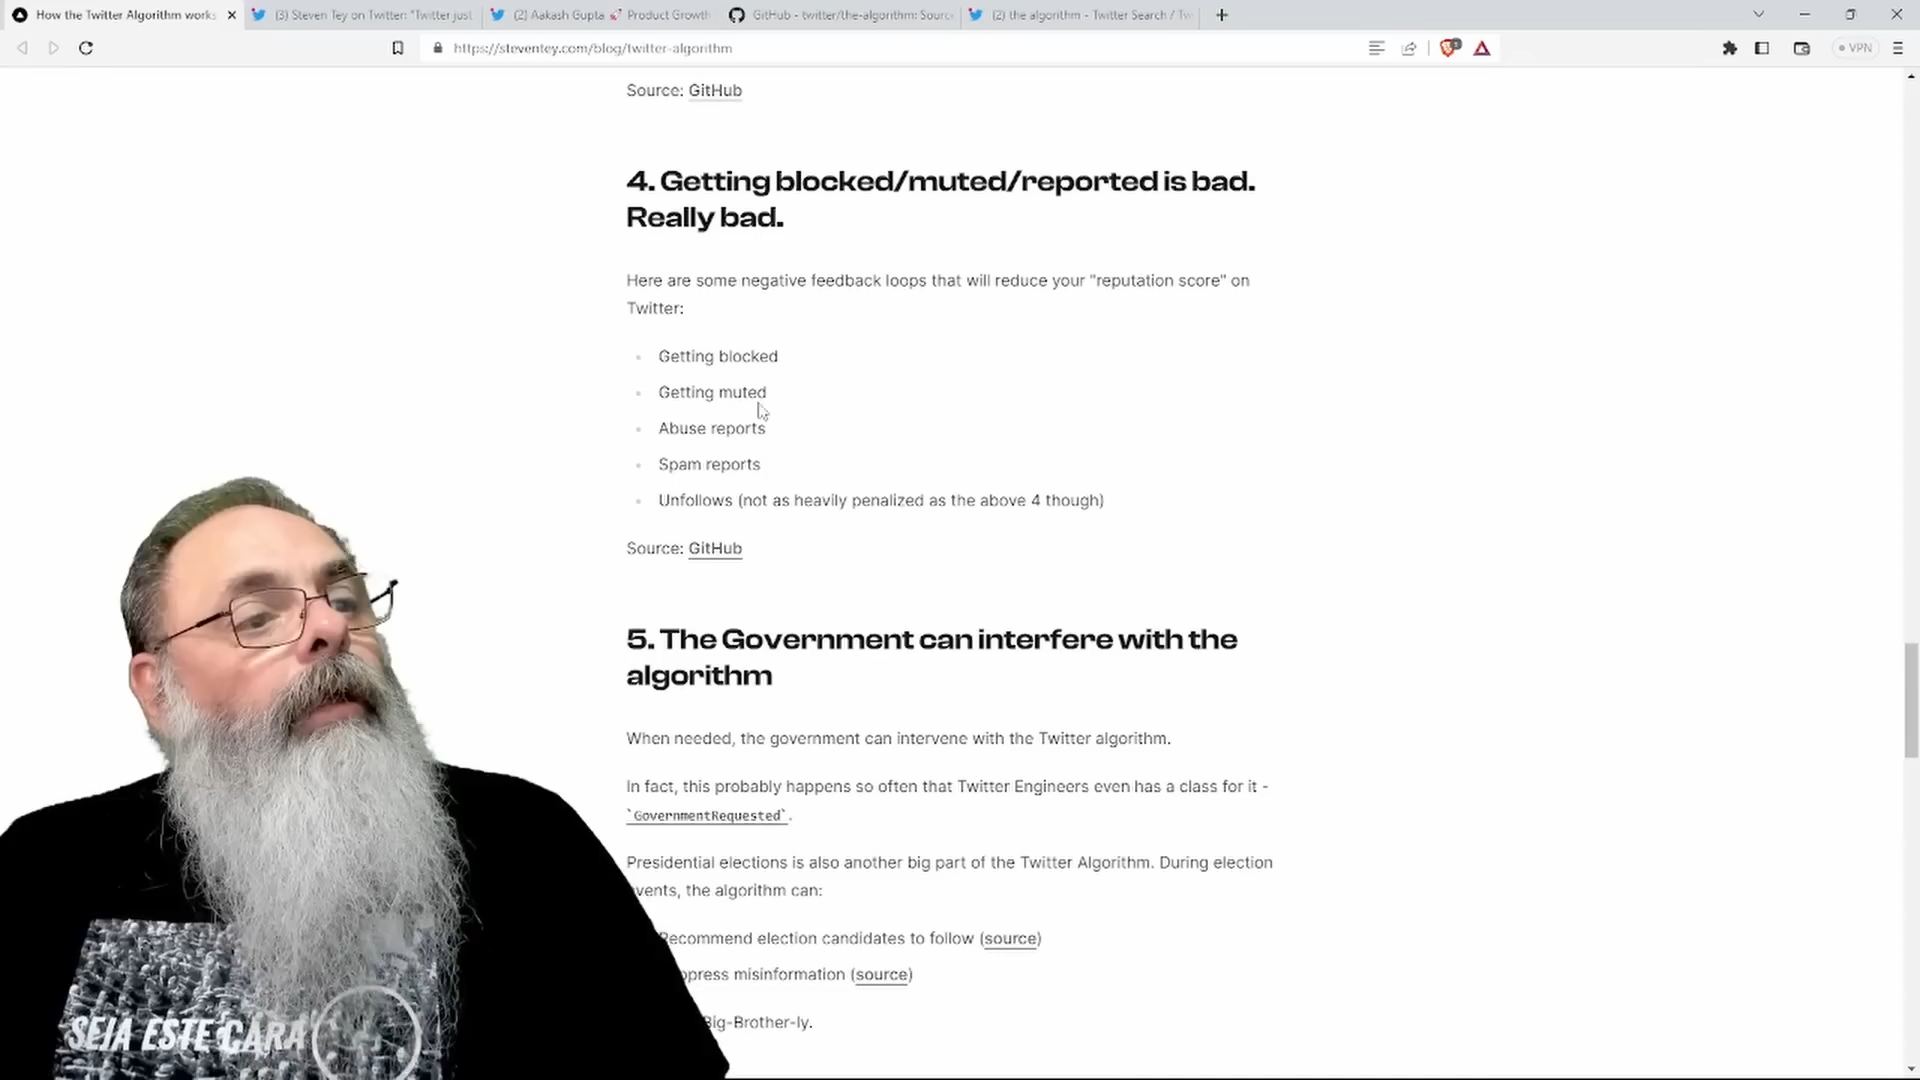 How the Twitter Algorithm works
(3) Steven Tey on Twitter: "Twitter just
(2) Aakash Gupta 🚀 Product Growth
GitHub - twitter/the-algorithm: Sourc
(2) the algorithm - Twitter Search / Tw
https://steventey.com/blog/twitter-algorithm
VPN
Source: GitHub
4. Getting blocked/muted/reported is bad.
Really bad.
Here are some negative feedback loops that will reduce your "reputation score" on
Twitter:
Getting blocked
Getting muted
Abuse reports
Spam reports
Unfollows (not as heavily penalized as the above 4 though)
Source: GitHub
5. The Government can interfere with the
algorithm
When needed, the government can intervene with the Twitter algorithm.
In fact, this probably happens so often that Twitter Engineers even has a class for it -
`GovernmentRequested`.
Presidential elections is also another big part of the Twitter Algorithm. During election
vents, the algorithm can:
Recommend election candidates to follow (source)
press misinformation (source)
Big-Brother-ly.
SEJA ESTE CARA